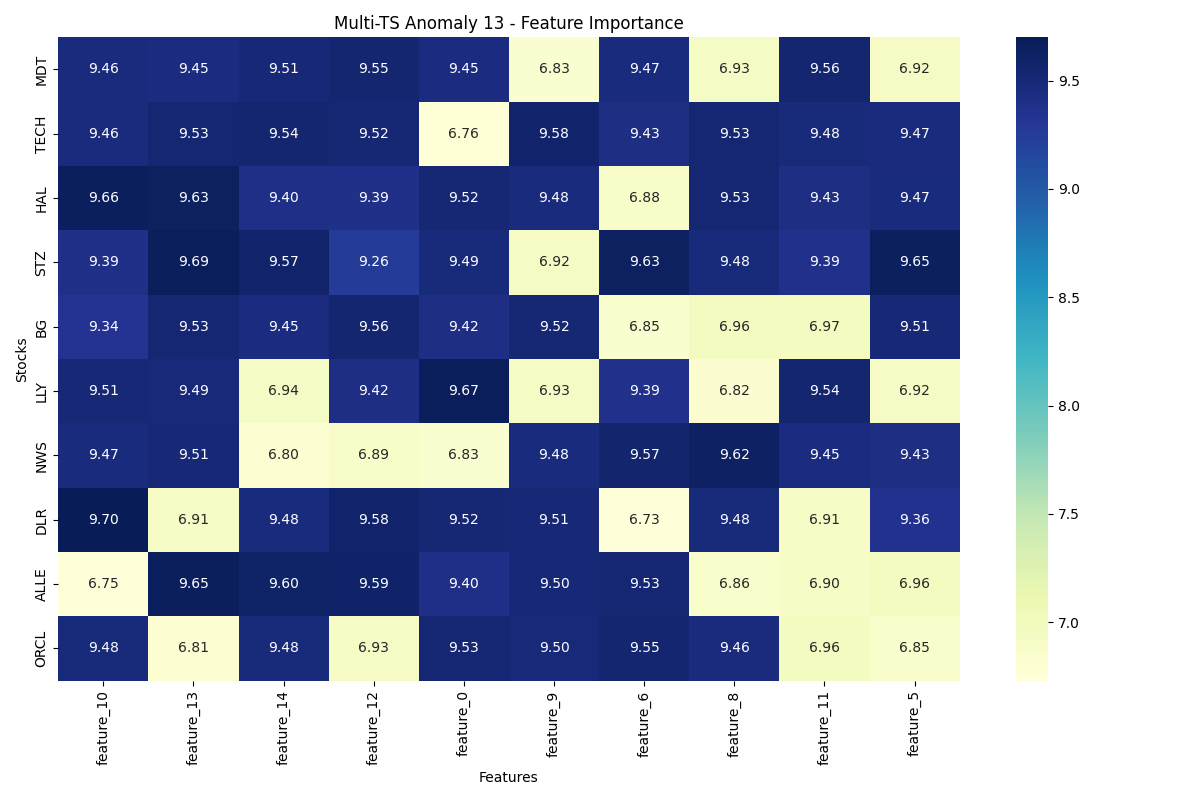 Multi-TS Anomaly 13 - Feature Importance
Stocks
MDT 9.46 9.45 9.51 9.55 9.45 6.83 9.47 6.93 9.56 6.92
TECH 9.46 9.53 9.54 9.52 6.76 9.58 9.43 9.53 9.48 9.47
HAL 9.66 9.63 9.40 9.39 9.52 9.48 6.88 9.53 9.43 9.47
STZ 9.39 9.69 9.57 9.26 9.49 6.92 9.63 9.48 9.39 9.65
BG 9.34 9.53 9.45 9.56 9.42 9.52 6.85 6.96 6.97 9.51
LLY 9.51 9.49 6.94 9.42 9.67 6.93 9.39 6.82 9.54 6.92
NWS 9.47 9.51 6.80 6.89 6.83 9.48 9.57 9.62 9.45 9.43
DLR 9.70 6.91 9.48 9.58 9.52 9.51 6.73 9.48 6.91 9.36
ALLE 6.75 9.65 9.60 9.59 9.40 9.50 9.53 6.86 6.90 6.96
ORCL 9.48 6.81 9.48 6.93 9.53 9.50 9.55 9.46 6.96 6.85
feature_10 feature_13 feature_14 feature_12 feature_0 feature_9 feature_6 feature_8 feature_11 feature_5
Features
9.5
9.0
8.5
8.0
7.5
7.0